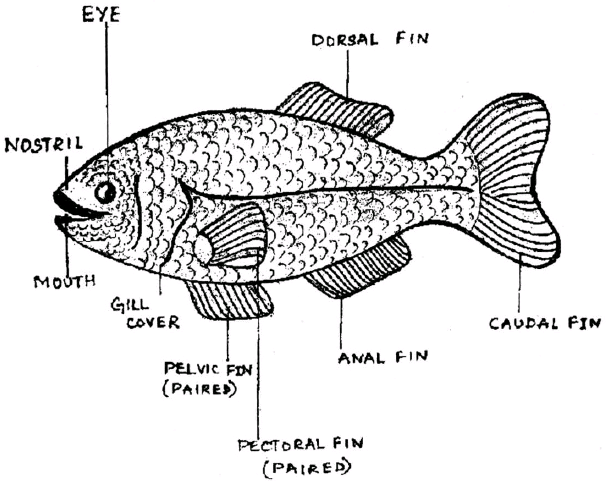 EYE
DORSAL FIN
NOSTRIL
MOUTH
GILL
COVER
CAUDAL FIN
ANAL FIN
PELVIC FIN
(PAIRED)
PECTORAL FIN
(PAIRED)